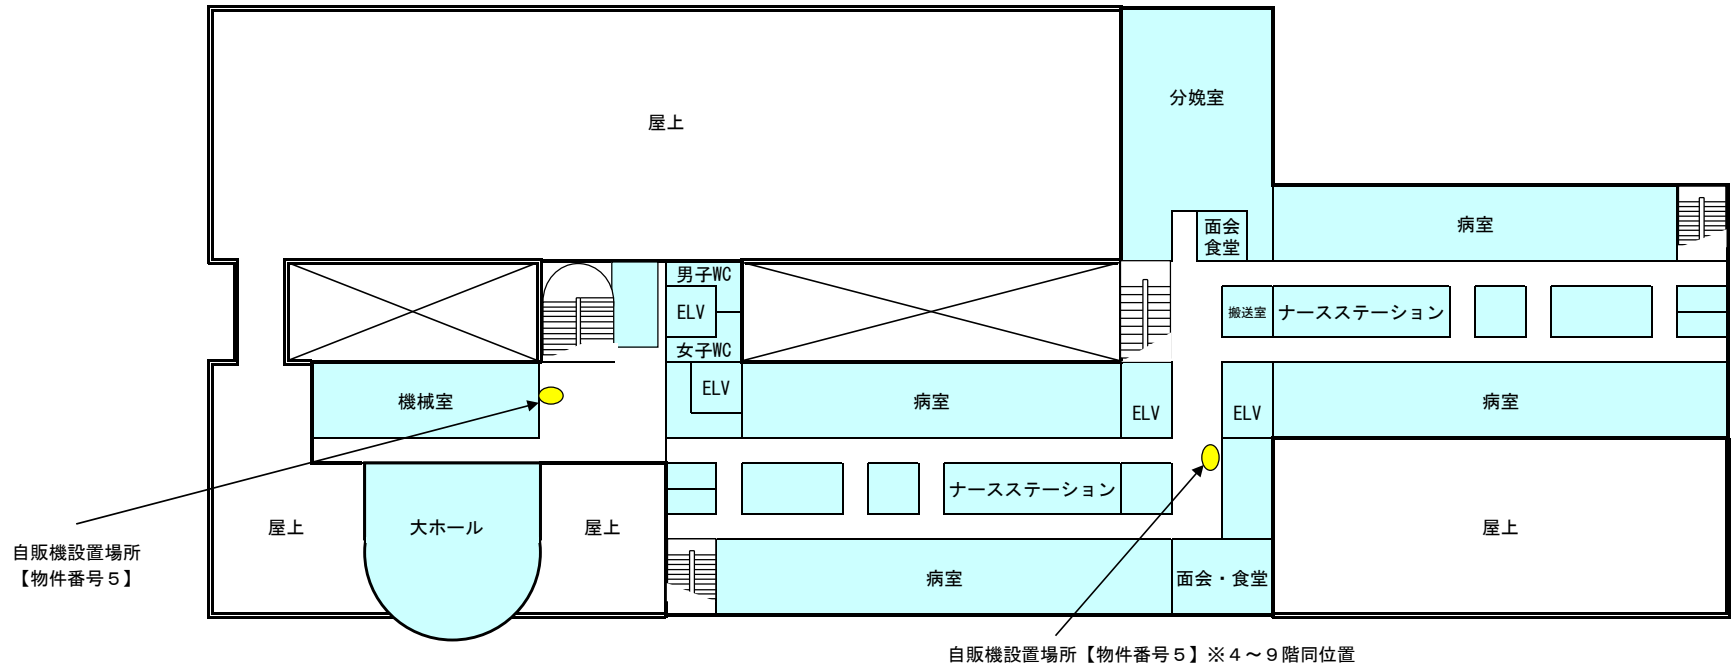 分娩室
屋上
病室
面会
食堂
男子WC
ELV
搬送室
ナースステーション
女子WC
ELV
機械室
病室
ELV
ELV
病室
ナースステーション
屋上
大ホール
屋上
屋上
自販機設置場所
【物件番号５】
病室
面会・食堂
自販機設置場所【物件番号５】※４～９階同位置